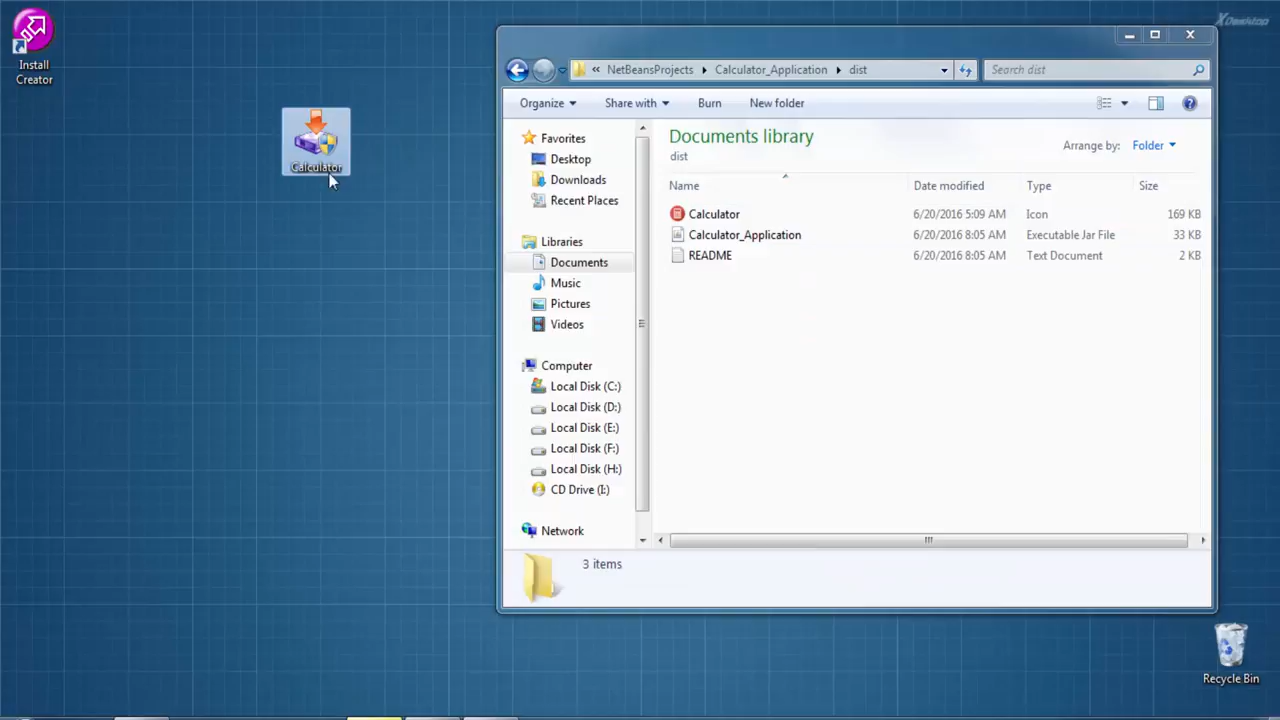 XDesktop
Install
Creator
Calculator
« NetBeansProjects Calculator_Application dist
Search dist
Organize Share with Burn New folder
Favorites
Desktop
Downloads
Recent Places
Libraries
Documents
Music
Pictures
Videos
Computer
Local Disk (C:)
Local Disk (D:)
Local Disk (E:)
Local Disk (F:)
Local Disk (H:)
CD Drive (I:)
Network
Documents library
dist
Arrange by: Folder
Name Date modified Type Size
Calculator 6/20/2016 5:09 AM Icon 169 KB
Calculator_Application 6/20/2016 8:05 AM Executable Jar File 33 KB
README 6/20/2016 8:05 AM Text Document 2 KB
3 items
Recycle Bin